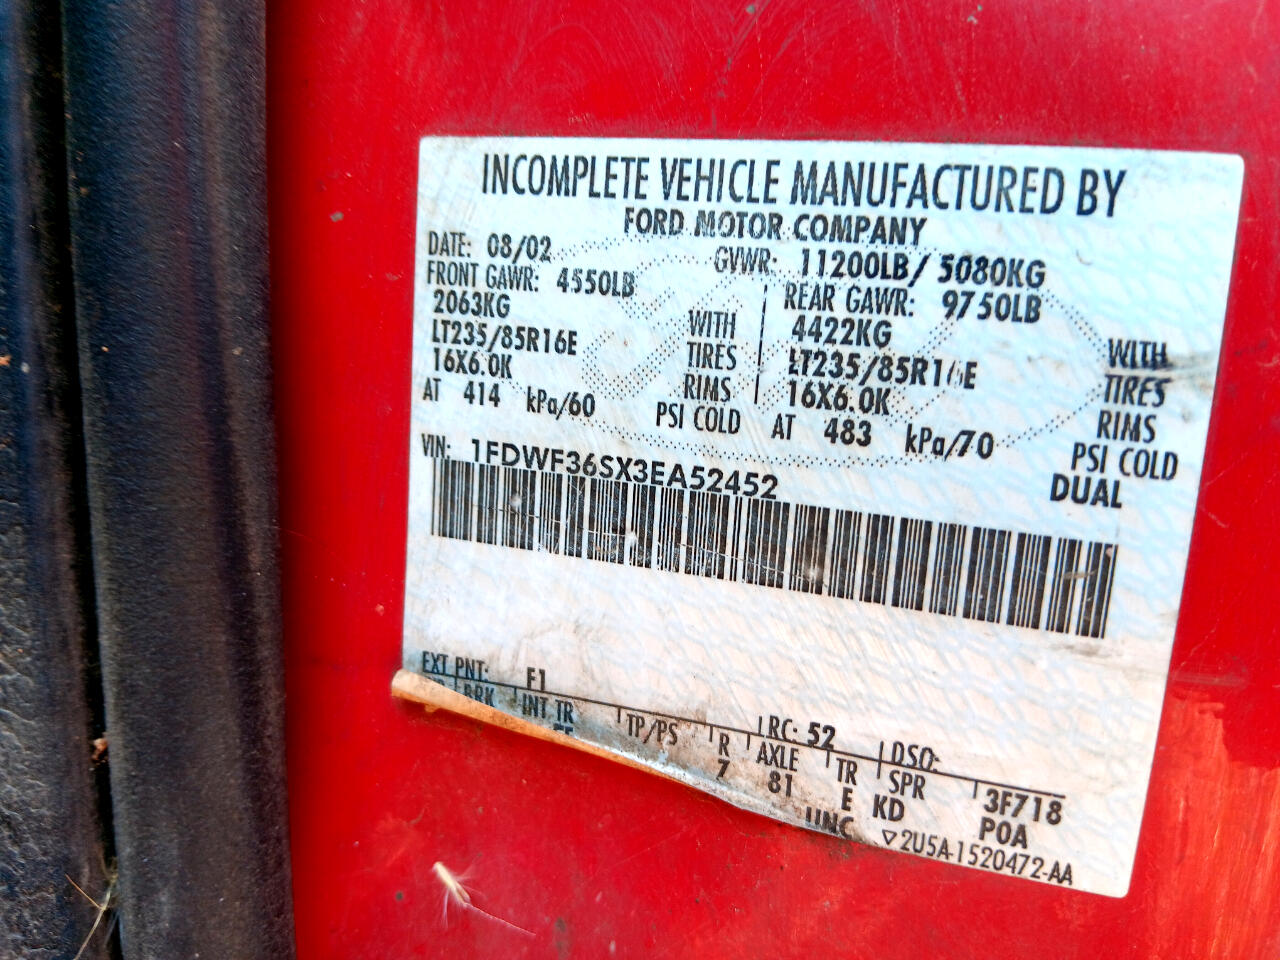 INCOMPLETE VEHICLE MANUFACTURED BY
FORD MOTOR COMPANY
DATE: 08/02 GVWR: 11200LB/ 5080KG
FRONT GAWR: 4550LB REAR GAWR: 9750LB
2063KG WITH 4422KG WITH
LT235/85R16E TIRES LT235/85R16E TIRES
16X6.0K RIMS 16X6.0K RIMS
AT 414 kPa/60 PSI COLD AT 483 kPa/70 PSI COLD
VIN: 1FDWF36SX3EA52452 DUAL
EXT PNT: F1 RC: 52 DSO:
BRK INT TR TP/PS R AXLE TR SPR 3F718
7 81 E KD POA
UNC ▽2U5A-1520472-AA